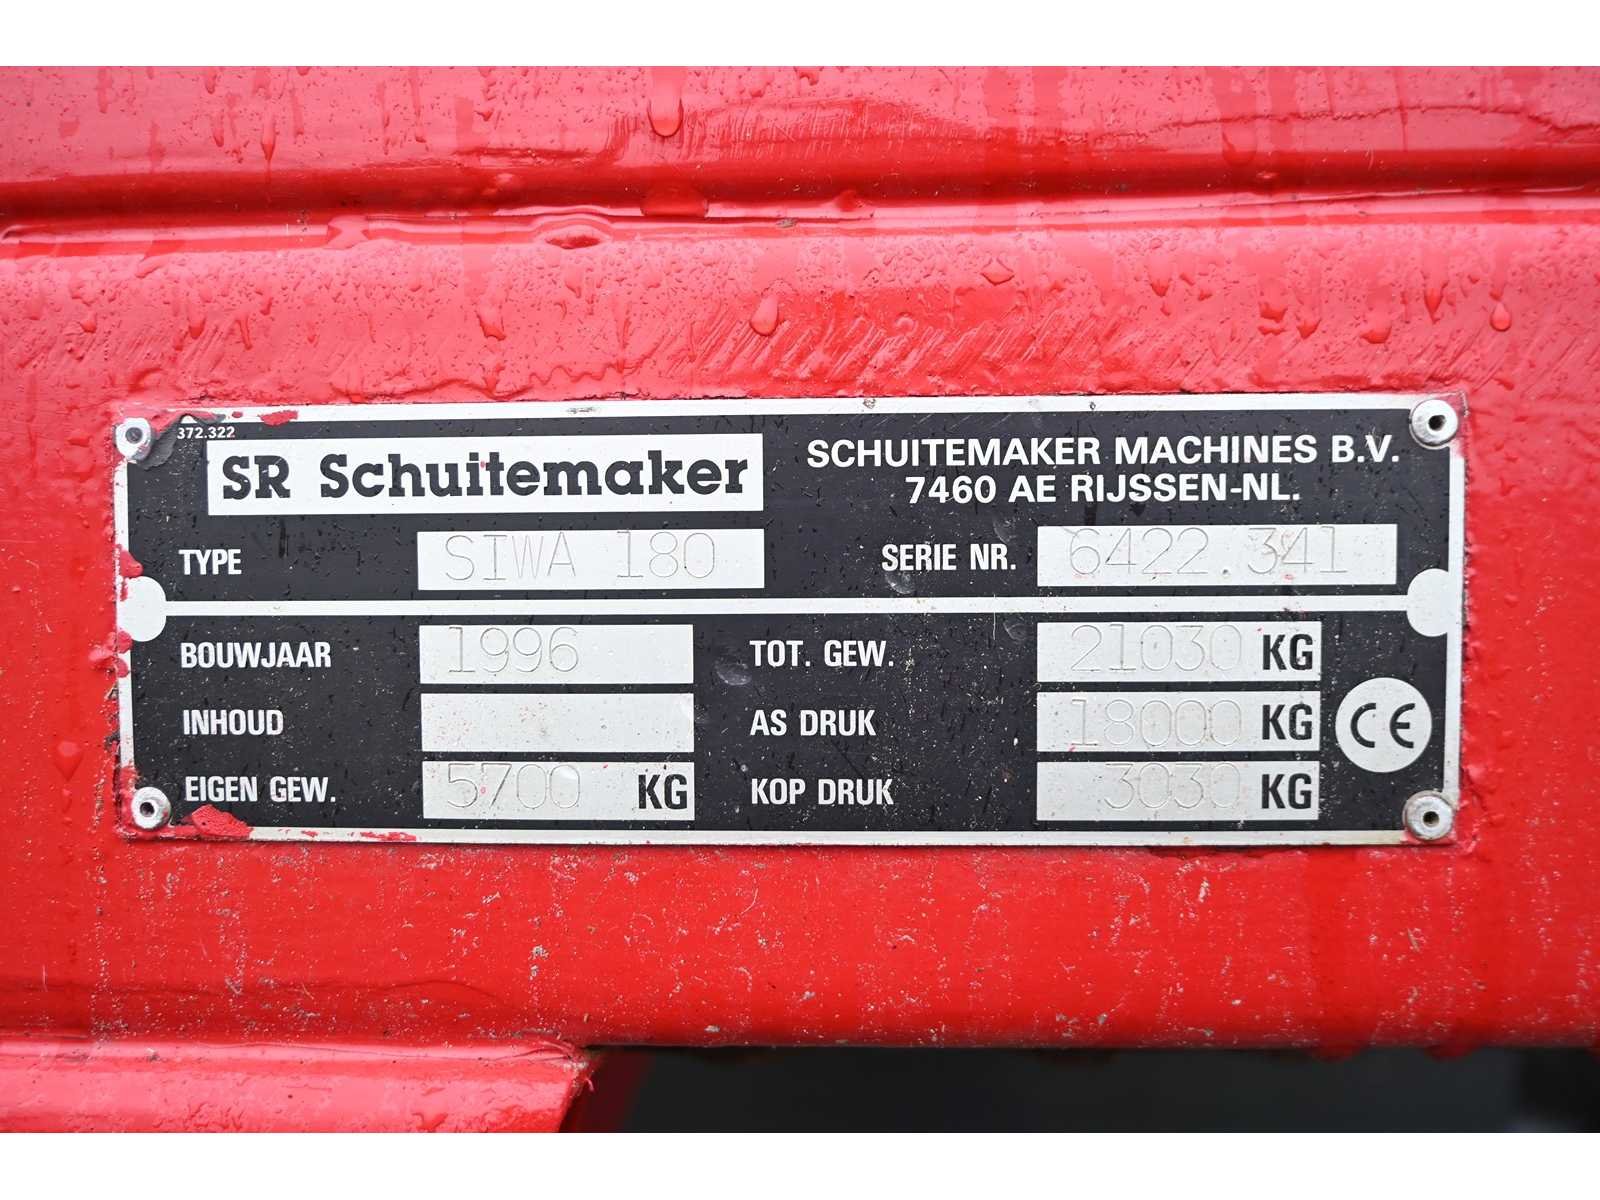 372.322
SR Schuitemaker
SCHUITEMAKER MACHINES B.V.
7460 AE RIJSSEN-NL.
TYPE SIWA 180 SERIE NR. 6422.341
BOUWJAAR 1996 TOT. GEW. 21030 KG
INHOUD AS DRUK 18000 KG
EIGEN GEW. 5700 KG KOP DRUK 3030 KG
CE